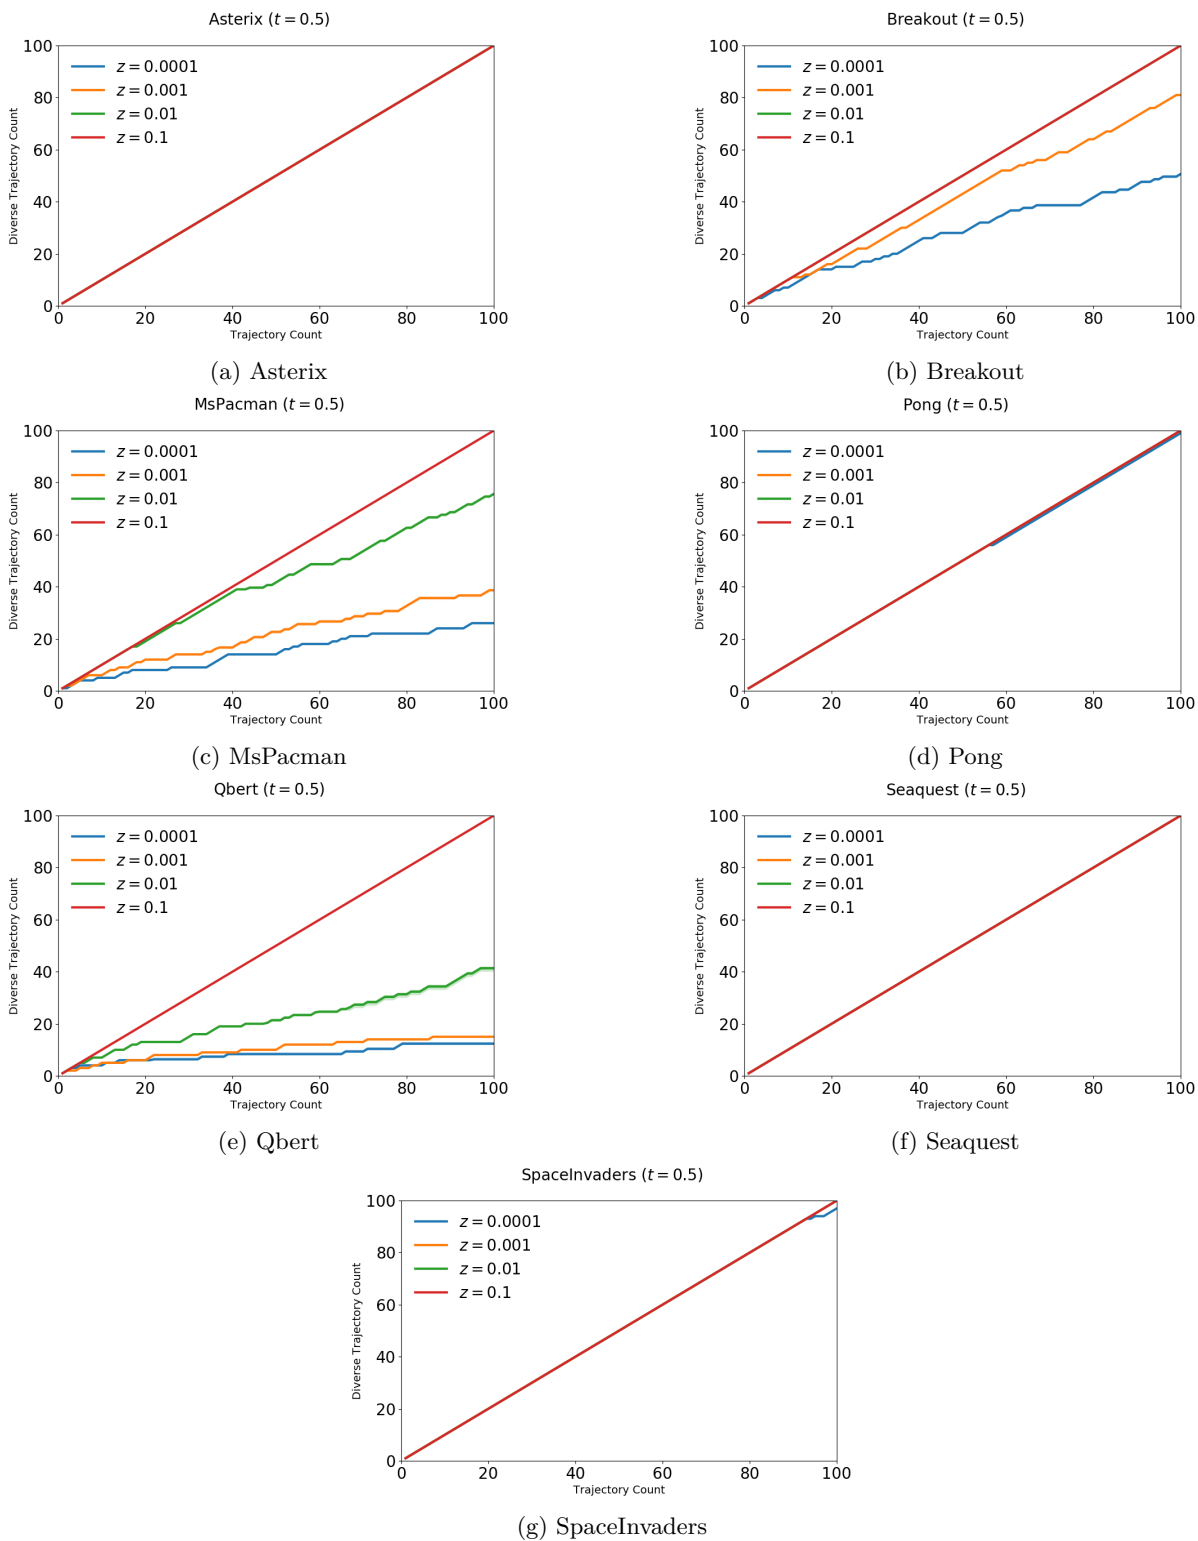 Asterix (t = 0.5)
Diverse Trajectory Count
100
80
60
40
20
0
z = 0.0001
z = 0.001
z = 0.01
z = 0.1
0 20 40 60 80 100
Trajectory Count
(a) Asterix
Breakout (t = 0.5)
Diverse Trajectory Count
100
80
60
40
20
0
z = 0.0001
z = 0.001
z = 0.01
z = 0.1
0 20 40 60 80 100
Trajectory Count
(b) Breakout
MsPacman (t = 0.5)
Diverse Trajectory Count
100
80
60
40
20
0
z = 0.0001
z = 0.001
z = 0.01
z = 0.1
0 20 40 60 80 100
Trajectory Count
(c) MsPacman
Pong (t = 0.5)
Diverse Trajectory Count
100
80
60
40
20
0
z = 0.0001
z = 0.001
z = 0.01
z = 0.1
0 20 40 60 80 100
Trajectory Count
(d) Pong
Qbert (t = 0.5)
Diverse Trajectory Count
100
80
60
40
20
0
z = 0.0001
z = 0.001
z = 0.01
z = 0.1
0 20 40 60 80 100
Trajectory Count
(e) Qbert
Seaquest (t = 0.5)
Diverse Trajectory Count
100
80
60
40
20
0
z = 0.0001
z = 0.001
z = 0.01
z = 0.1
0 20 40 60 80 100
Trajectory Count
(f) Seaquest
SpaceInvaders (t = 0.5)
Diverse Trajectory Count
100
80
60
40
20
0
z = 0.0001
z = 0.001
z = 0.01
z = 0.1
0 20 40 60 80 100
Trajectory Count
(g) SpaceInvaders